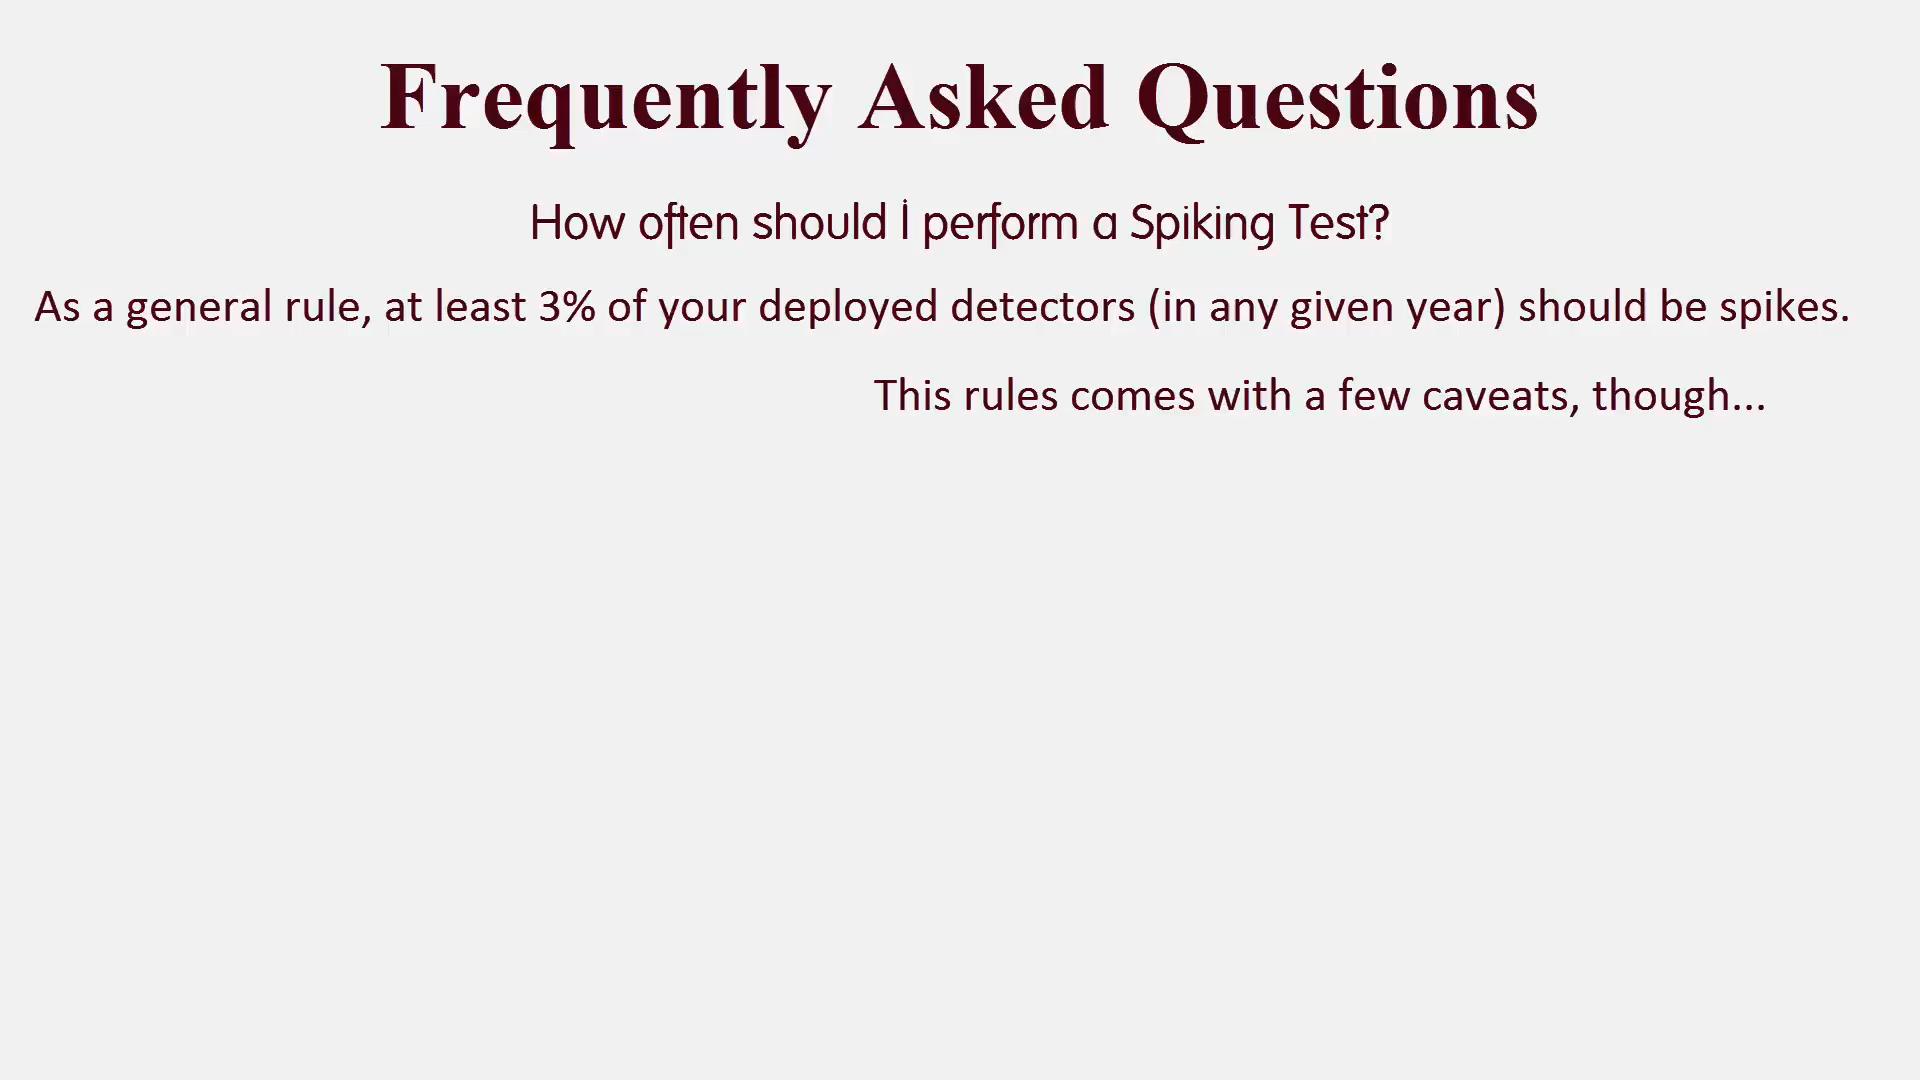 Frequently Asked Questions
How often should I perform a Spiking Test?
As a general rule, at least 3% of your deployed detectors (in any given year) should be spikes.
This rules comes with a few caveats, though...